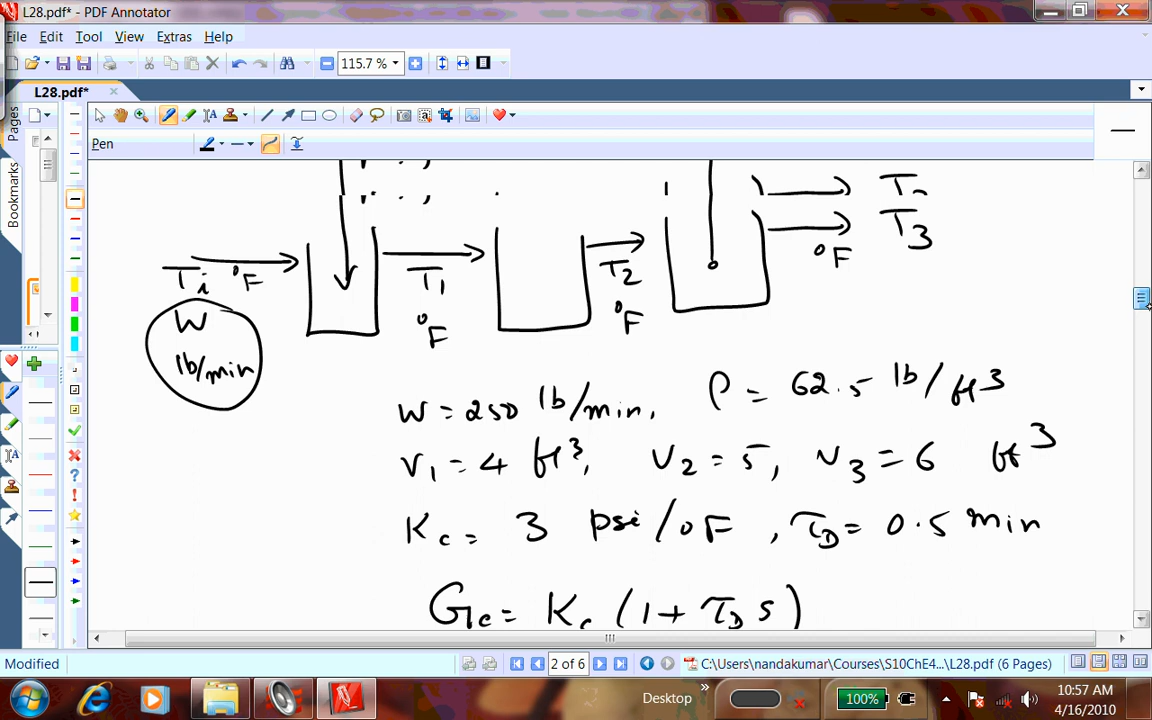 L28.pdf* - PDF Annotator
File Edit Tool View Extras Help
115.7 %
L28.pdf*
Pen
Pages
Bookmarks
Ti °F
W
lb/min
T1
°F
T2
°F
T3
°F
W = 250 lb/min, ρ = 62.5 lb/ft3
V1 = 4 ft3, V2 = 5, V3 = 6 ft3
Kc = 3 psi/oF, τD = 0.5 min
Gc = Kc (1 + τD s)
Modified
2 of 6
C:\Users\nandakumar\Courses\S10ChE4...\L28.pdf (6 Pages)
Desktop
100%
10:57 AM
4/16/2010